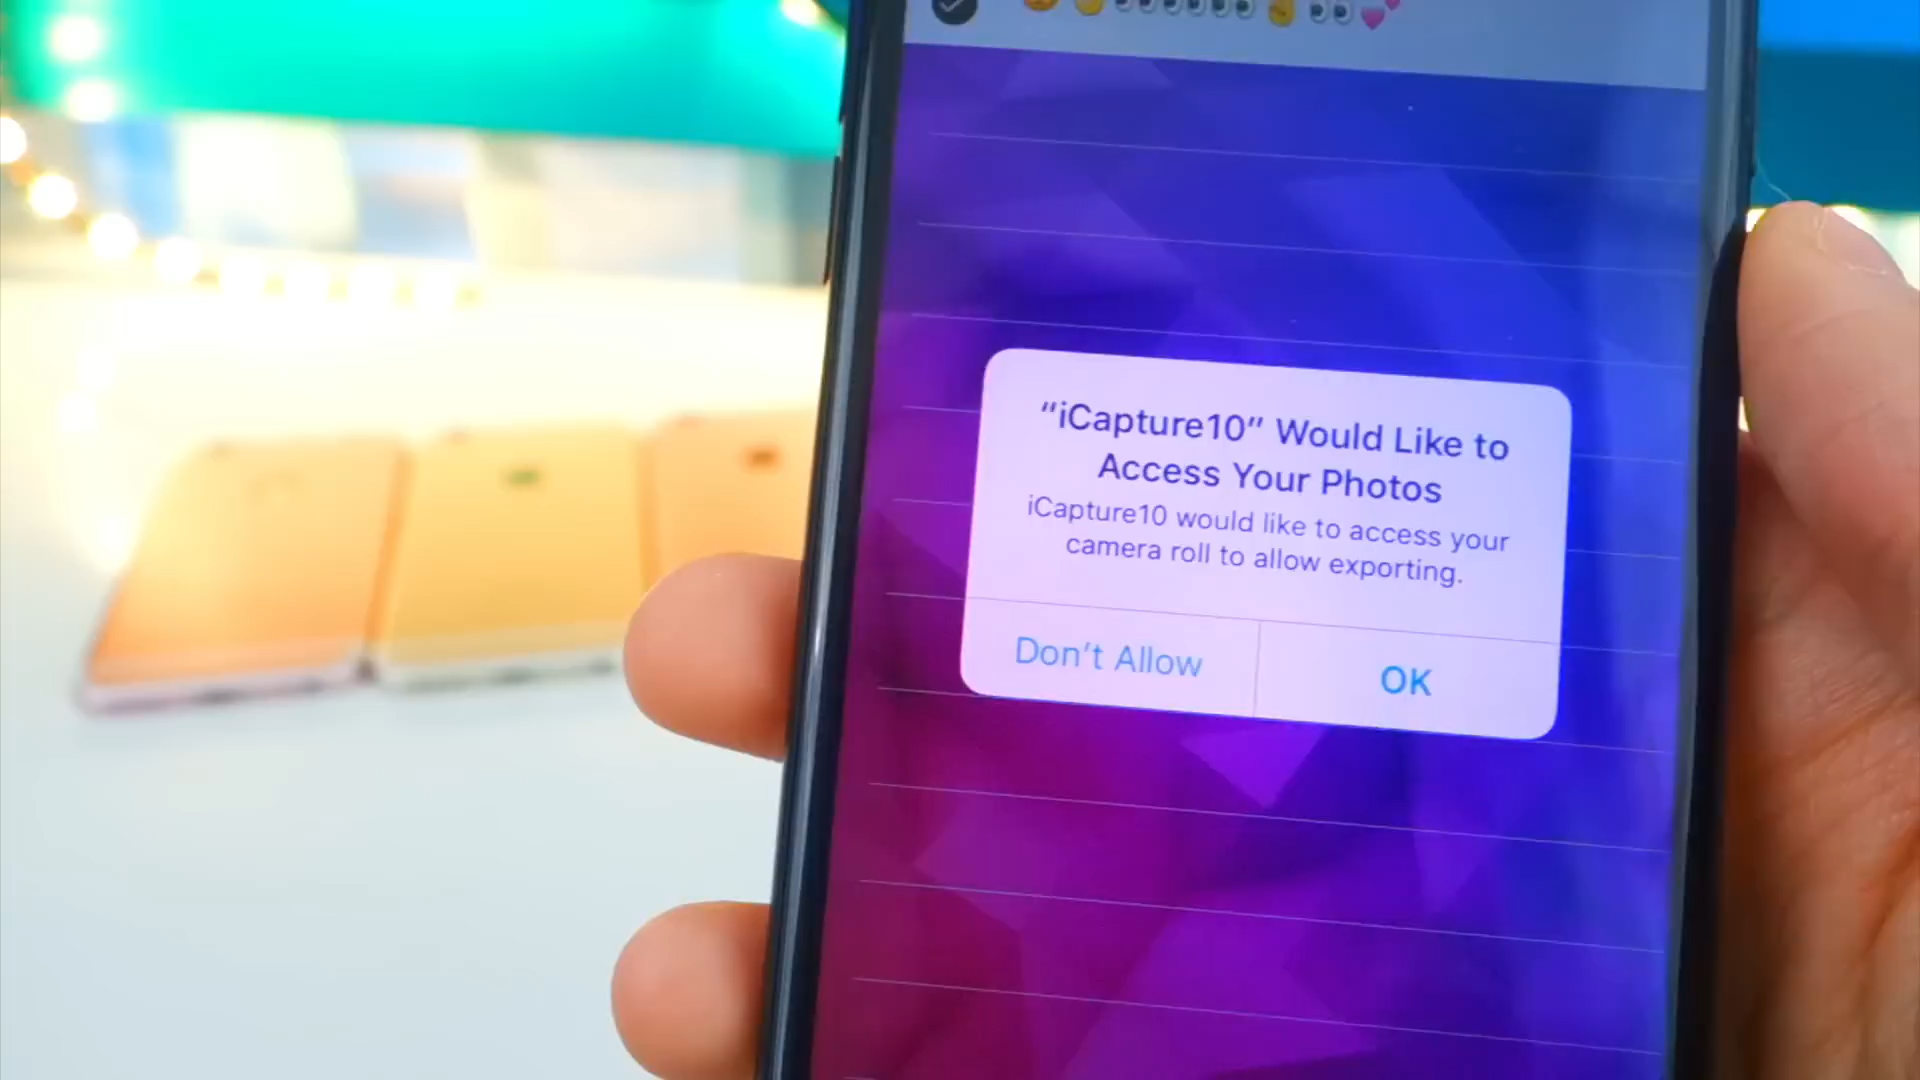 “iCapture10” Would Like to
Access Your Photos
iCapture10 would like to access your
camera roll to allow exporting.
Don’t Allow
OK